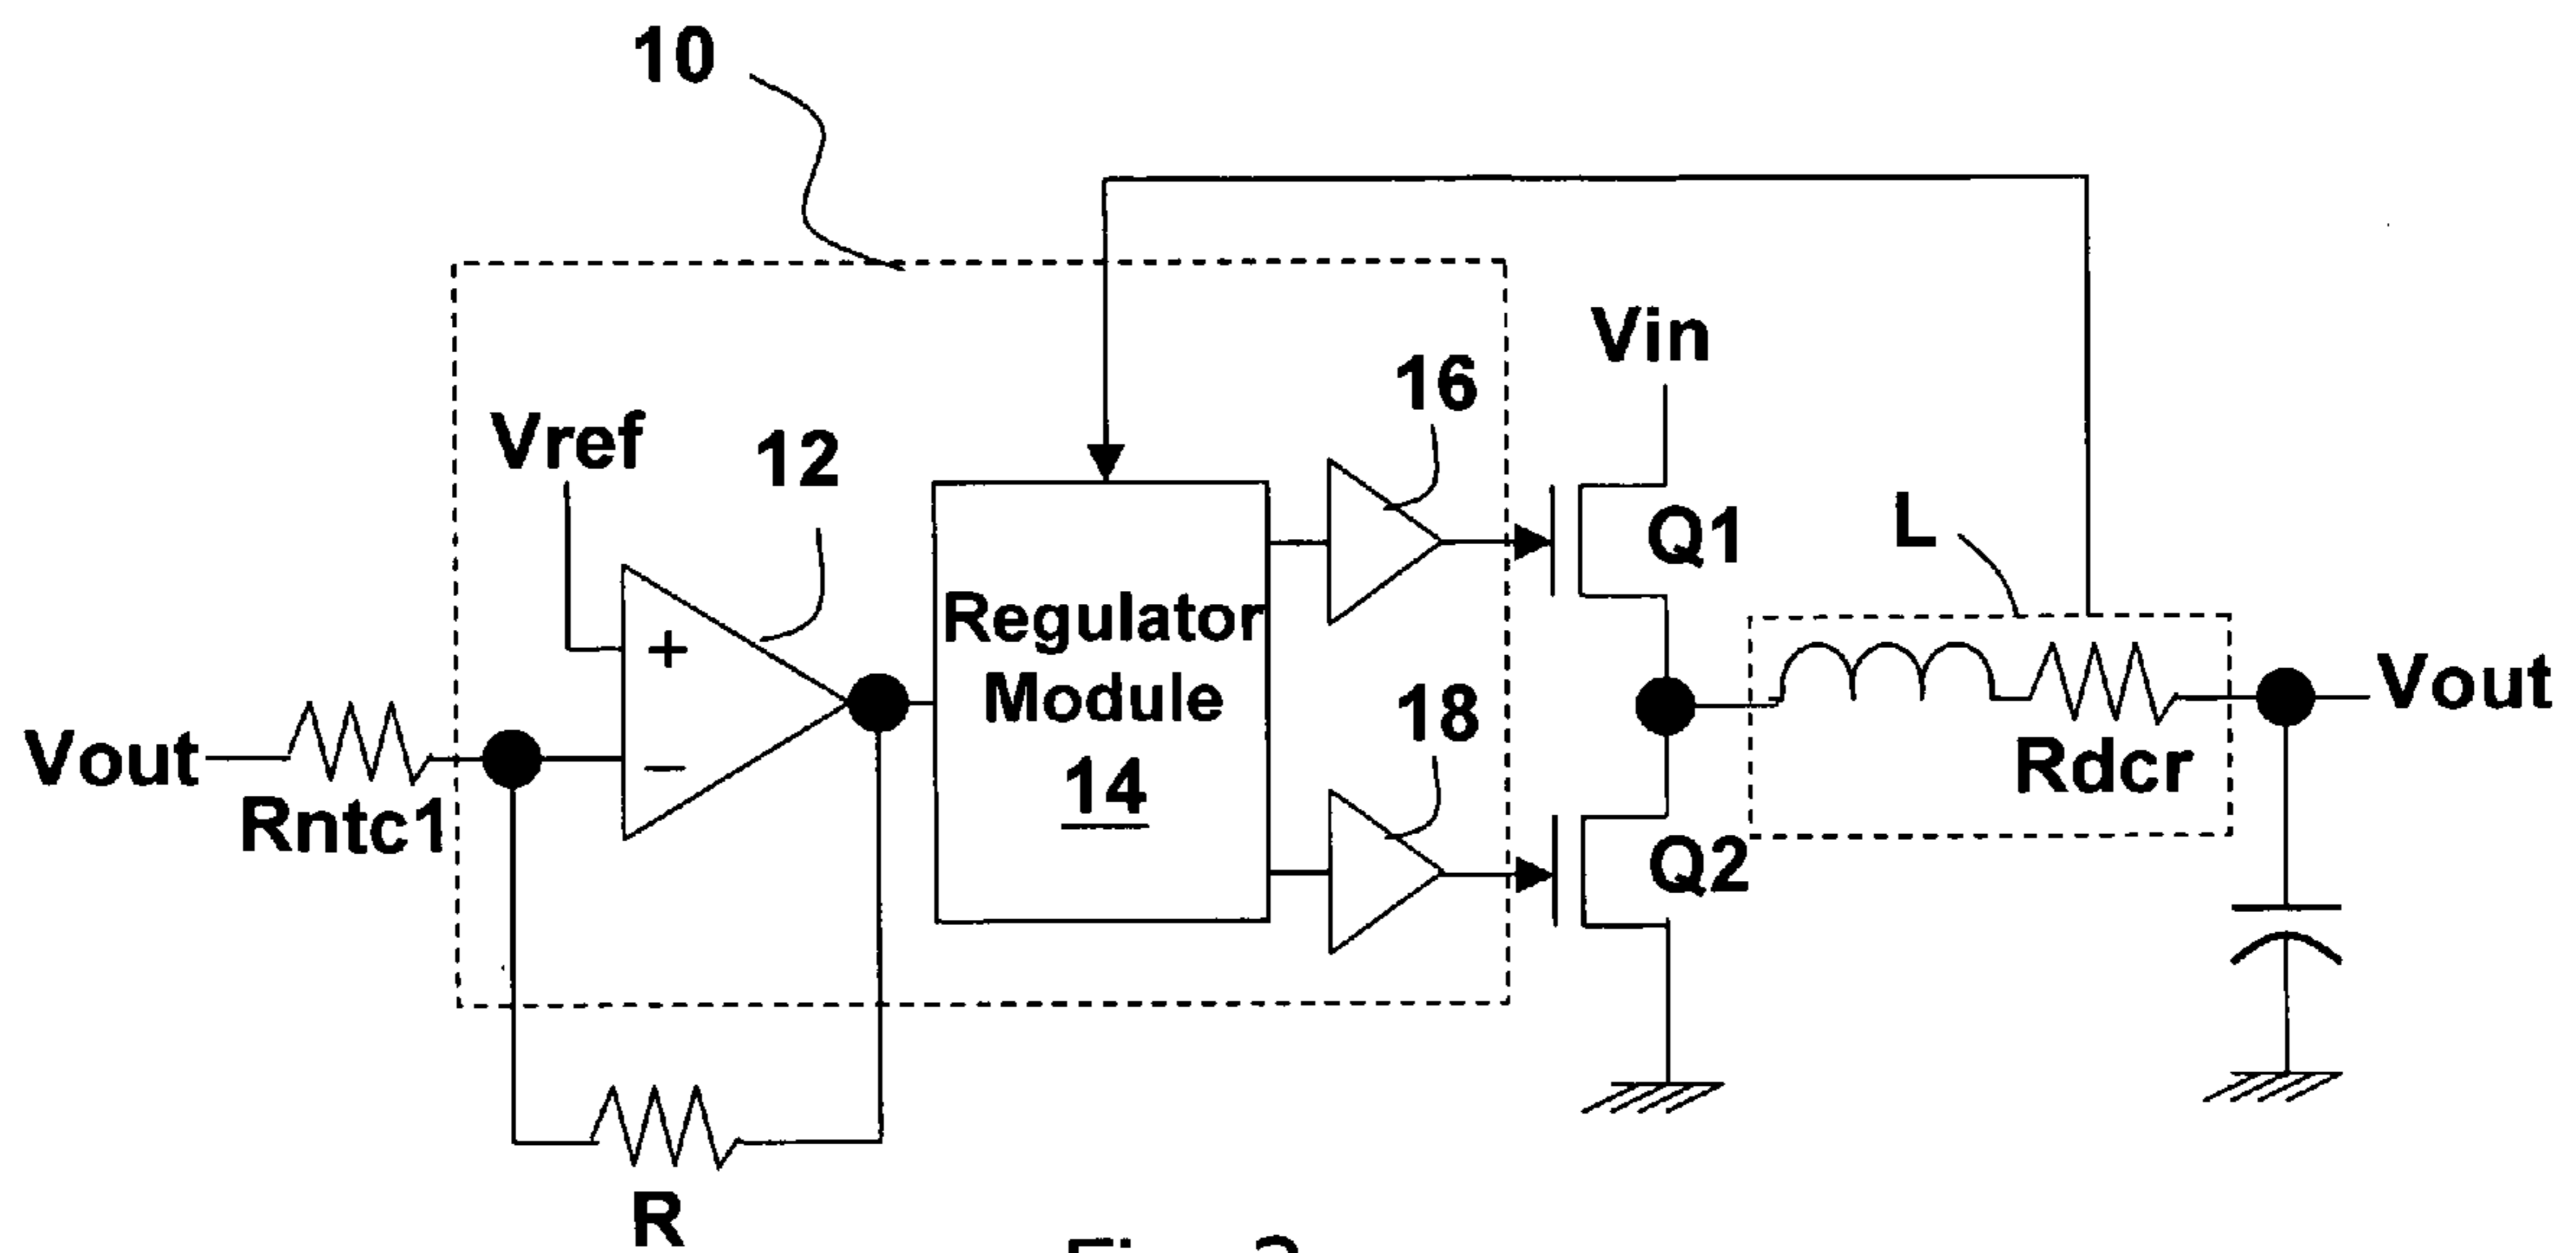 10
Vin
16
Vref
12
Q1
L
Regulator
Module
14
Vout
Vout
18
Rdcr
Rntc1
Q2
+
−
R